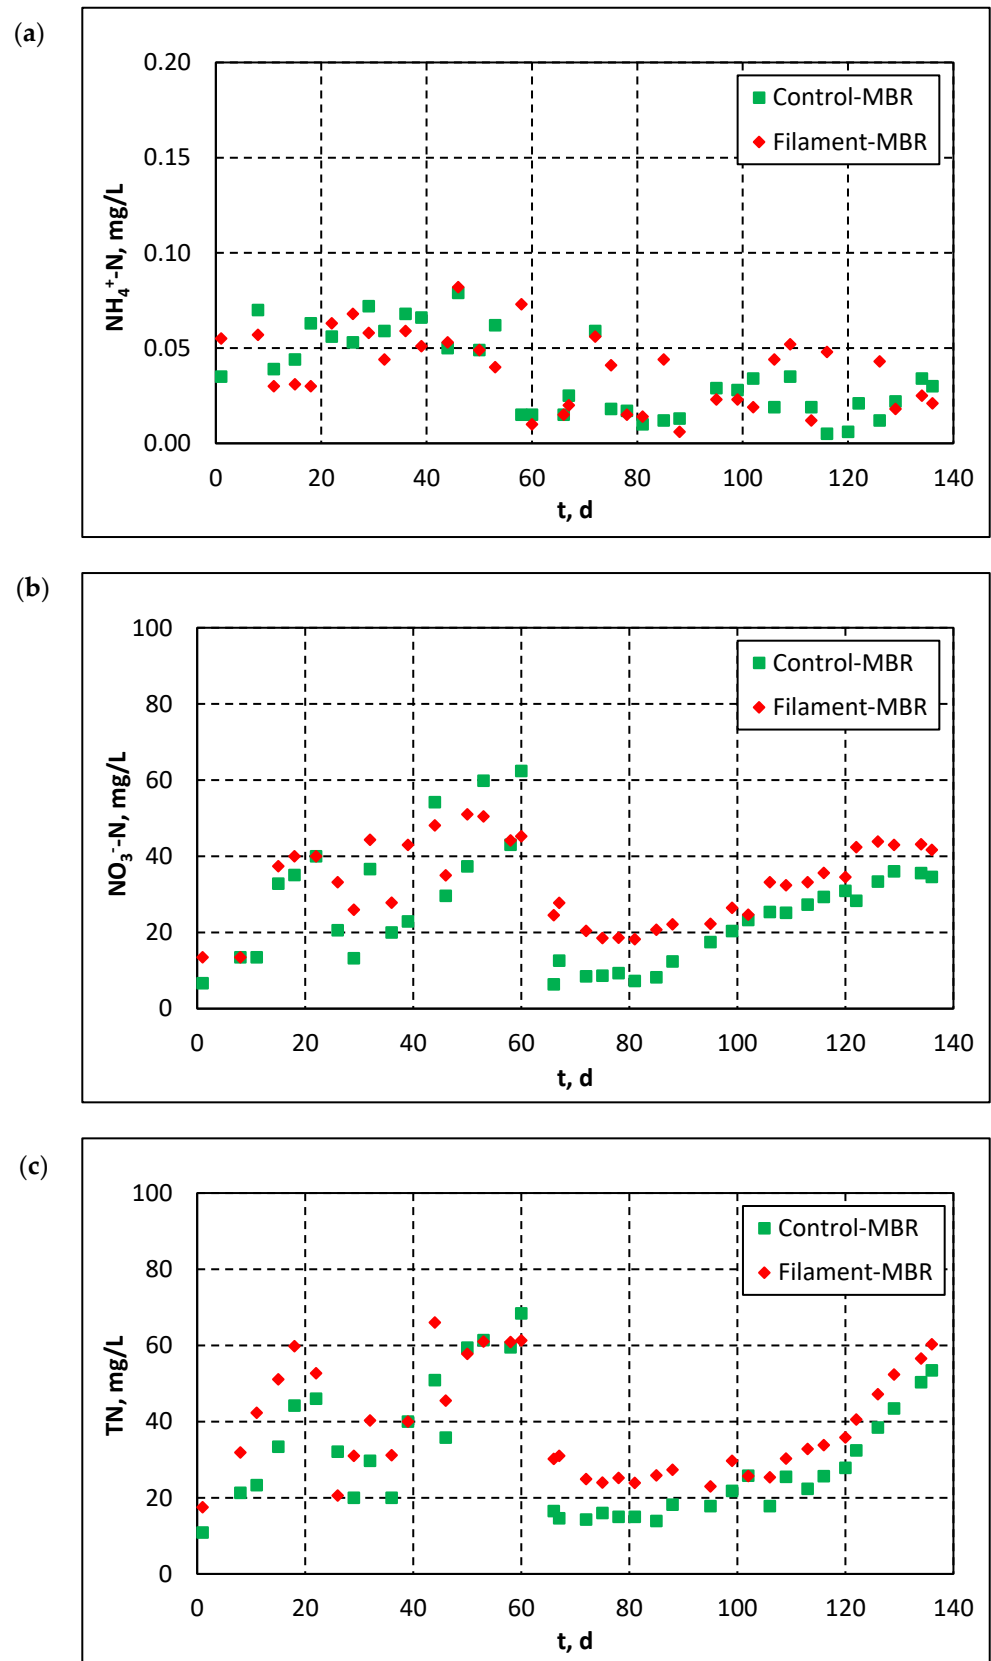 (a)
0.20
0.15
0.10
0.05
0.00
NH₄⁺-N, mg/L
Control-MBR
Filament-MBR
0 20 40 60 80 100 120 140
t, d
(b)
100
80
60
40
20
0
NO₃⁻-N, mg/L
Control-MBR
Filament-MBR
0 20 40 60 80 100 120 140
t, d
(c)
100
80
60
40
20
0
TN, mg/L
Control-MBR
Filament-MBR
0 20 40 60 80 100 120 140
t, d